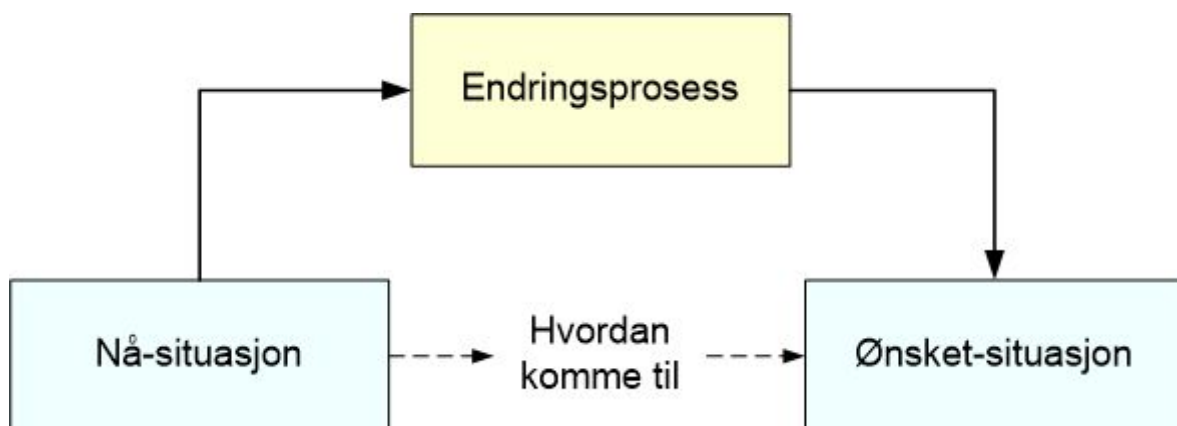 Endringsprosess
Nå-situasjon
Hvordan
komme til
Ønsket-situasjon